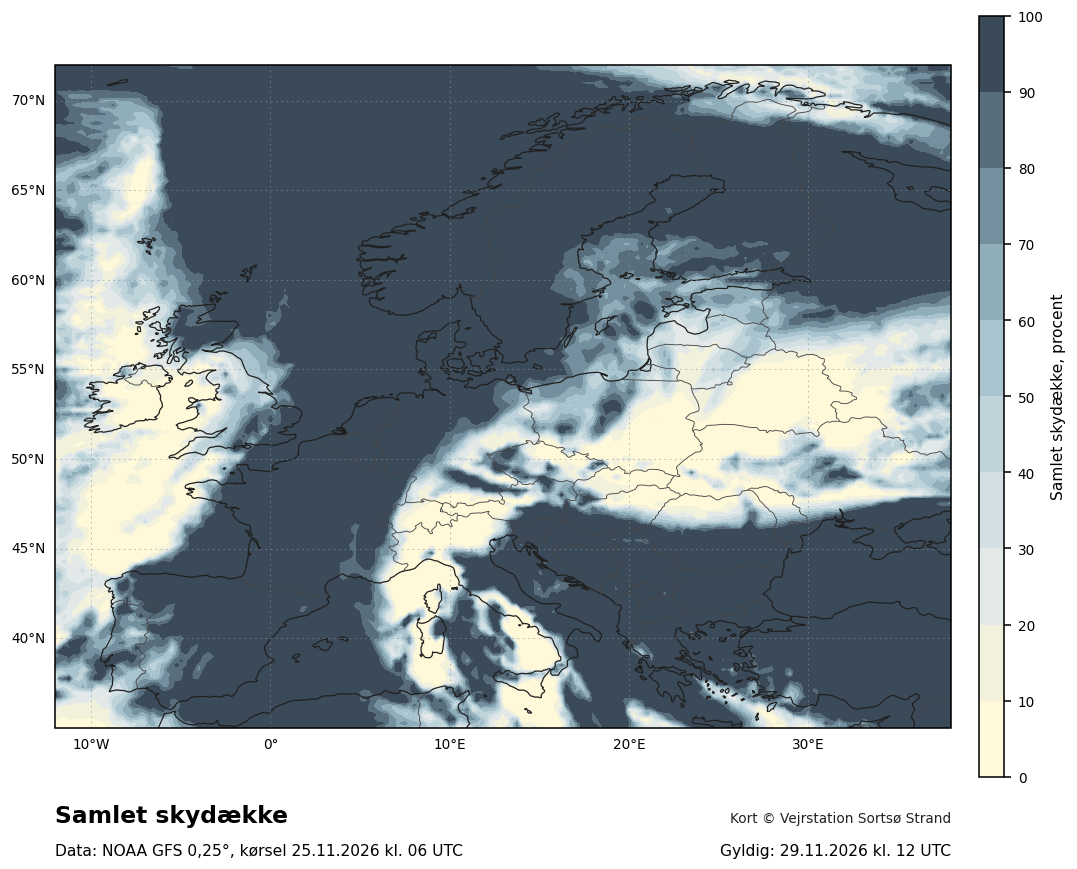 70°N
65°N
60°N
55°N
50°N
45°N
40°N
10°W
0°
10°E
20°E
30°E
100
90
80
70
60
50
40
30
20
10
0
Samlet skydække, procent
Samlet skydække
Kort © Vejrstation Sortsø Strand
Data: NOAA GFS 0,25°, kørsel 25.11.2026 kl. 06 UTC
Gyldig: 29.11.2026 kl. 12 UTC